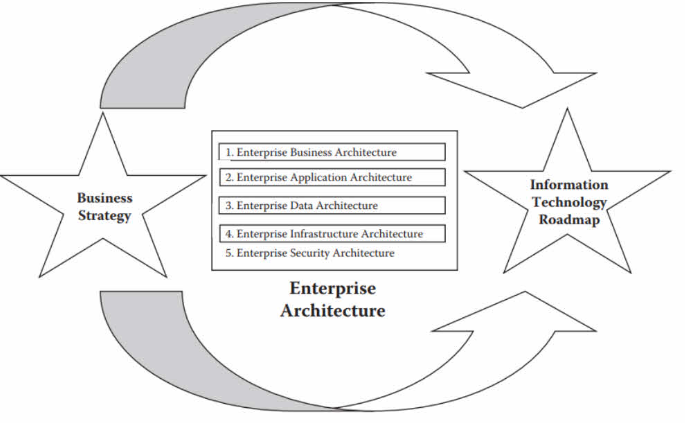 Business
Strategy
1. Enterprise Business Architecture
2. Enterprise Application Architecture
3. Enterprise Data Architecture
4. Enterprise Infrastructure Architecture
5. Enterprise Security Architecture
Enterprise
Architecture
Information
Technology
Roadmap